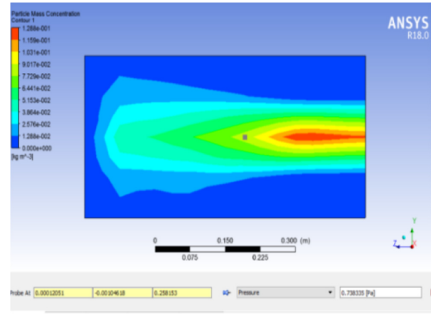 Particle Mass Concentration
Contour 1
1.288e-001
1.159e-001
1.031e-001
9.017e-002
7.729e-002
6.441e-002
5.153e-002
3.864e-002
2.576e-002
1.288e-002
0.000e+000
[kg m^-3]
ANSYS
R18.0
0 0.150 0.300 (m)
0.075 0.225
Y
Z X
Probe At 0.00012051 -0.00104618 0.258153 Pressure 0.738335 [Pa]